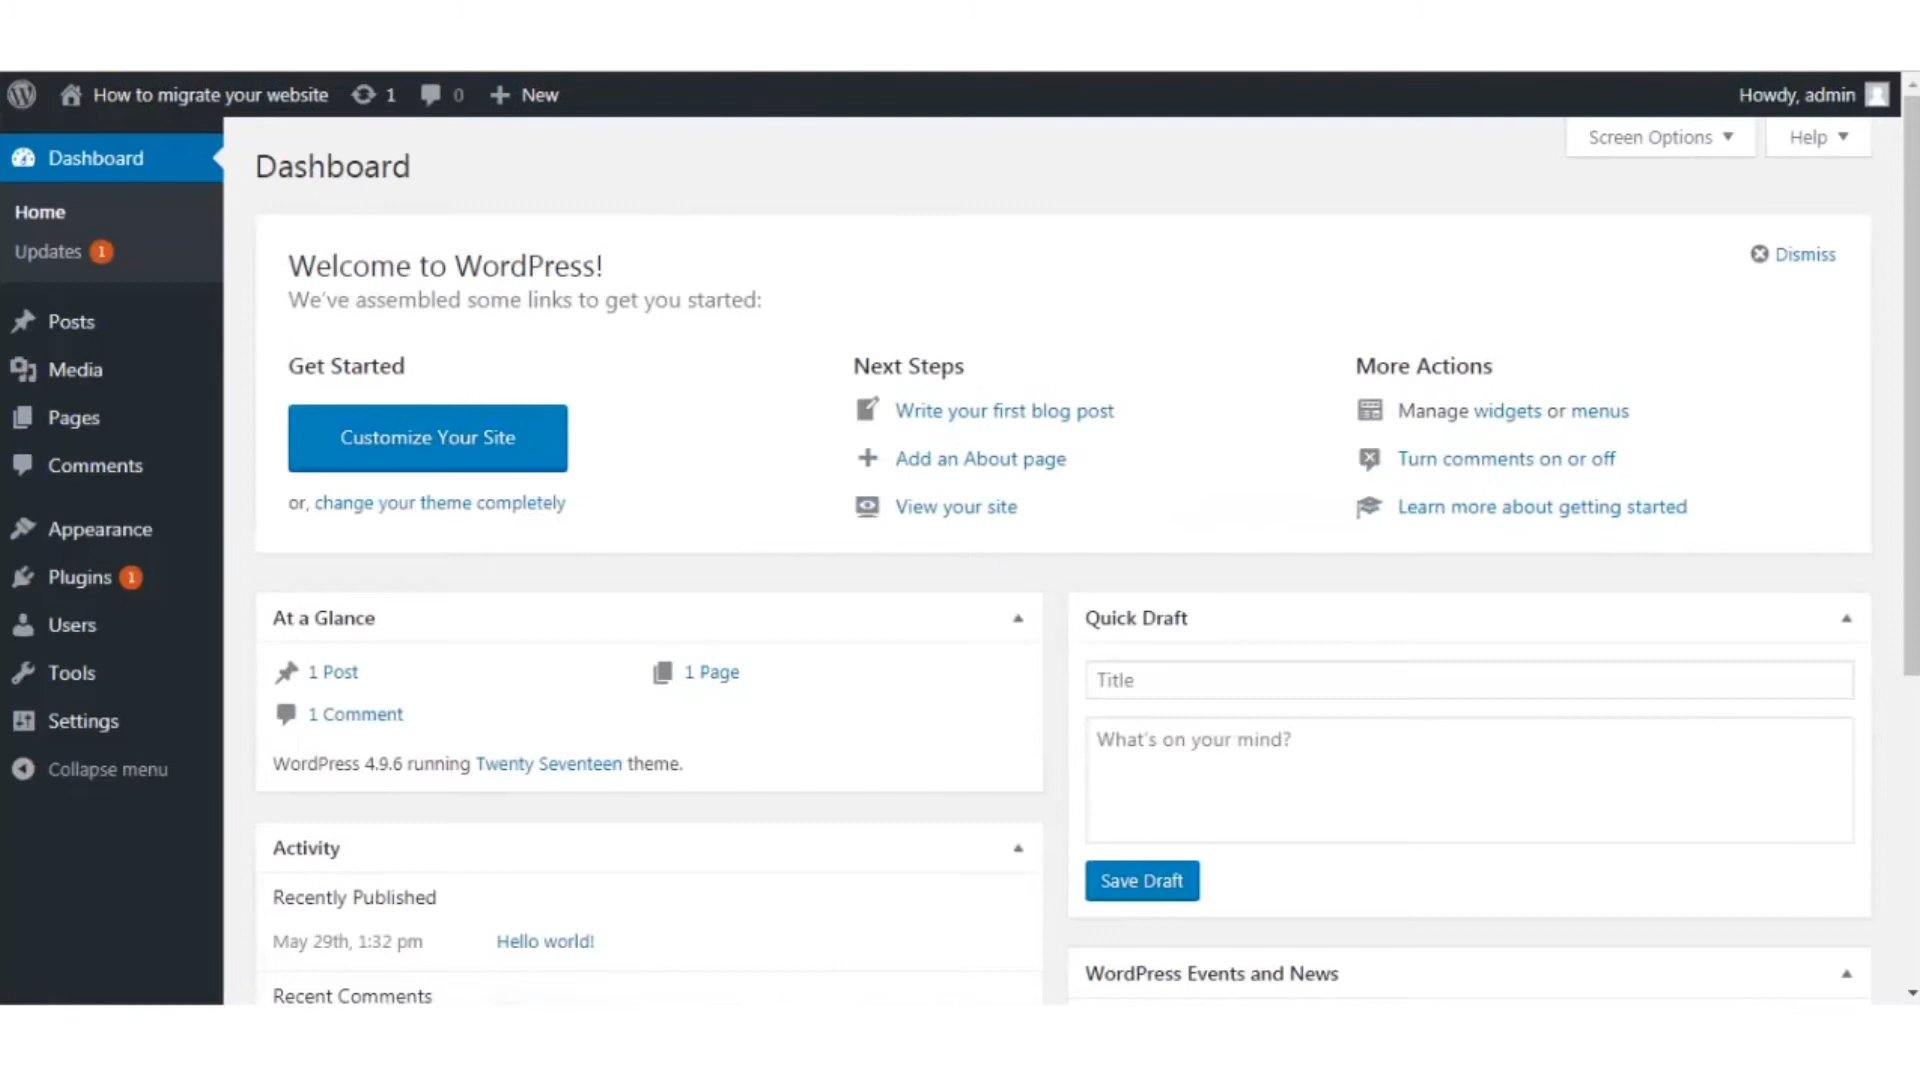 How to migrate your website 1 0 New Howdy, admin
Screen Options Help
Dashboard
Home
Updates 1
Posts
Media
Pages
Comments
Appearance
Plugins 1
Users
Tools
Settings
Collapse menu
Dashboard
Welcome to WordPress!
We've assembled some links to get you started:
Dismiss
Get Started
Customize Your Site
or, change your theme completely
Next Steps
Write your first blog post
Add an About page
View your site
More Actions
Manage widgets or menus
Turn comments on or off
Learn more about getting started
At a Glance
1 Post 1 Page
1 Comment
WordPress 4.9.6 running Twenty Seventeen theme.
Activity
Recently Published
May 29th, 1:32 pm Hello world!
Recent Comments
Quick Draft
Title
What's on your mind?
Save Draft
WordPress Events and News